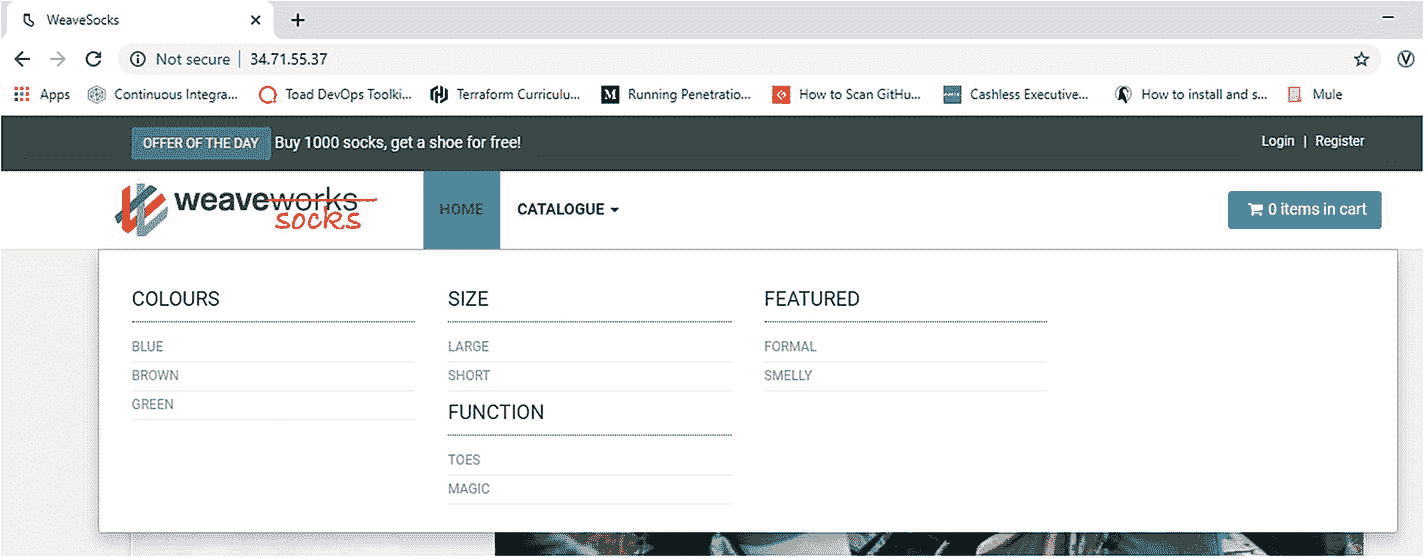 WeaveSocks
Not secure | 34.71.55.37
Apps Continuous Integra... Toad DevOps Toolki... Terraform Curriculu... Running Penetratio... How to Scan GitHu... Cashless Executive... How to install and s... Mule
OFFER OF THE DAY Buy 1000 socks, get a shoe for free! Login | Register
weaveworks
socks
HOME CATALOGUE 0 items in cart
COLOURS
BLUE
BROWN
GREEN
SIZE
LARGE
SHORT
FUNCTION
TOES
MAGIC
FEATURED
FORMAL
SMELLY